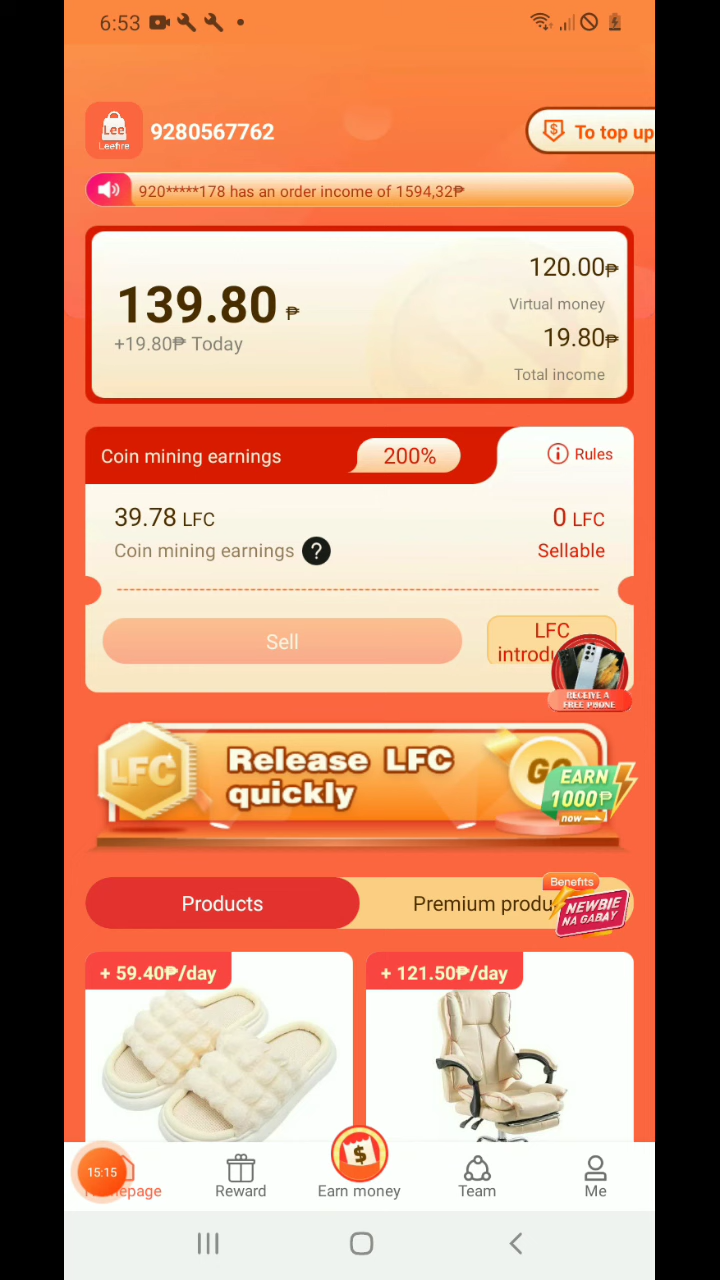 6:53
Lee
Leehre
9280567762
To top up
920*****178 has an order income of 1594,32₱
139.80 ₱
+19.80₱ Today
120.00₱
Virtual money
19.80₱
Total income
Coin mining earnings
200%
Rules
39.78 LFC
Coin mining earnings ?
0 LFC
Sellable
Sell
LFC
introdu
RECEIVE A
FREE PHONE
LFC
Release LFC
quickly
GO
EARN
1000₱
now
Products
Premium produ
Benefits
NEWBIE
NA GABAY
+ 59.40₱/day
+ 121.50₱/day
15:15
Homepage
Reward
Earn money
Team
Me